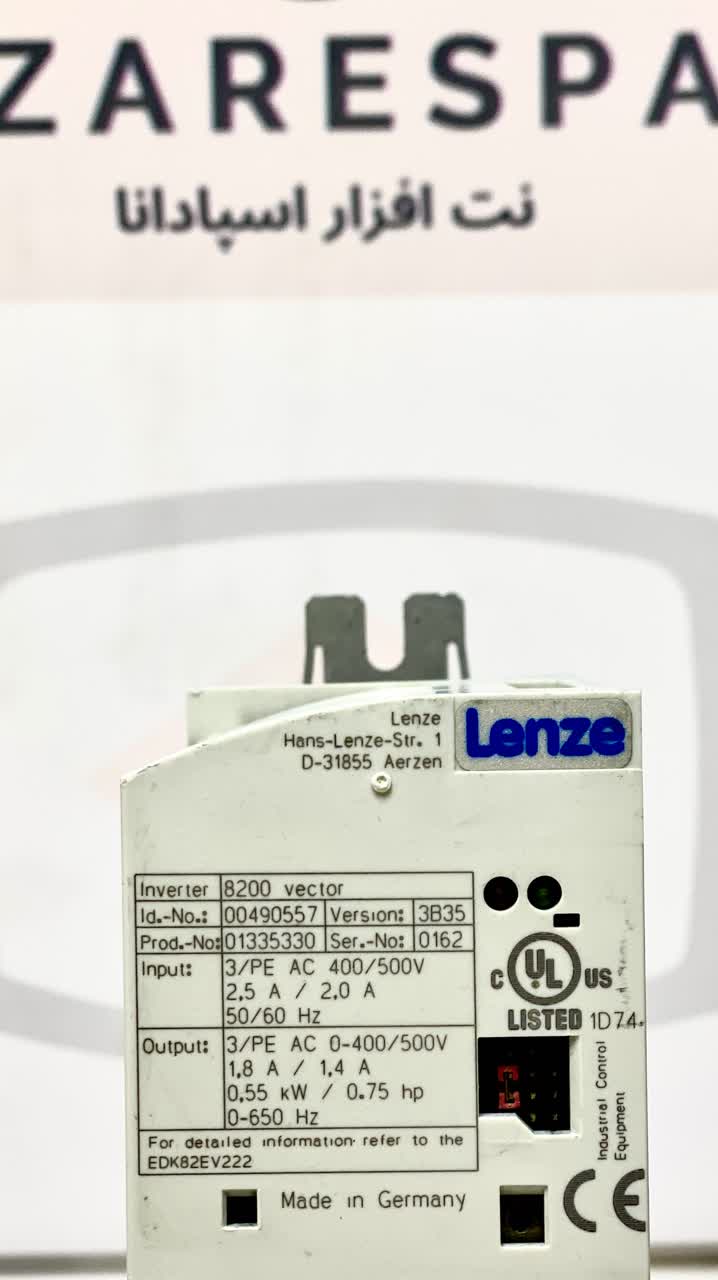 ZARESPA
نت افزار اسپادانا
Lenze
Hans-Lenze-Str. 1
D-31855 Aerzen
Lenze
Inverter 8200 vector
Id.-No.: 00490557 Version: 3B35
Prod.-No: 01335330 Ser.-No: 0162
Input: 3/PE AC 400/500V
2,5 A / 2,0 A
50/60 Hz
Output: 3/PE AC 0-400/500V
1,8 A / 1,4 A
0,55 kW / 0.75 hp
0-650 Hz
For detailed information refer to the
EDK82EV222
C UL US
LISTED 1D74
Industrial Control
Equipment
Made in Germany
CE